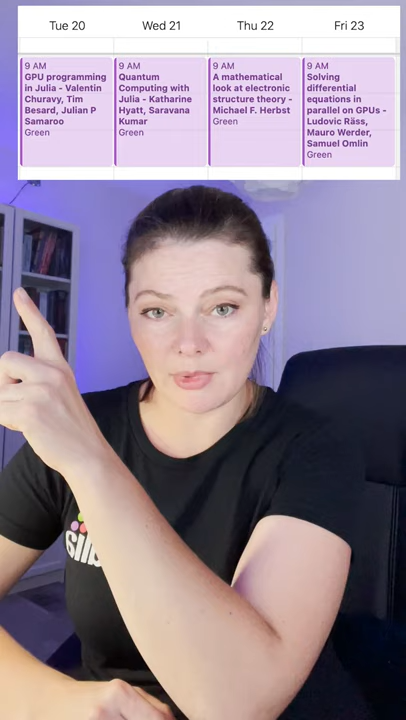 Tue 20
Wed 21
Thu 22
Fri 23
9 AM
GPU programming
in Julia - Valentin
Churavy, Tim
Besard, Julian P
Samaroo
Green
9 AM
Quantum
Computing with
Julia - Katharine
Hyatt, Saravana
Kumar
Green
9 AM
A mathematical
look at electronic
structure theory -
Michael F. Herbst
Green
9 AM
Solving
differential
equations in
parallel on GPUs -
Ludovic Räss,
Mauro Werder,
Samuel Omlin
Green